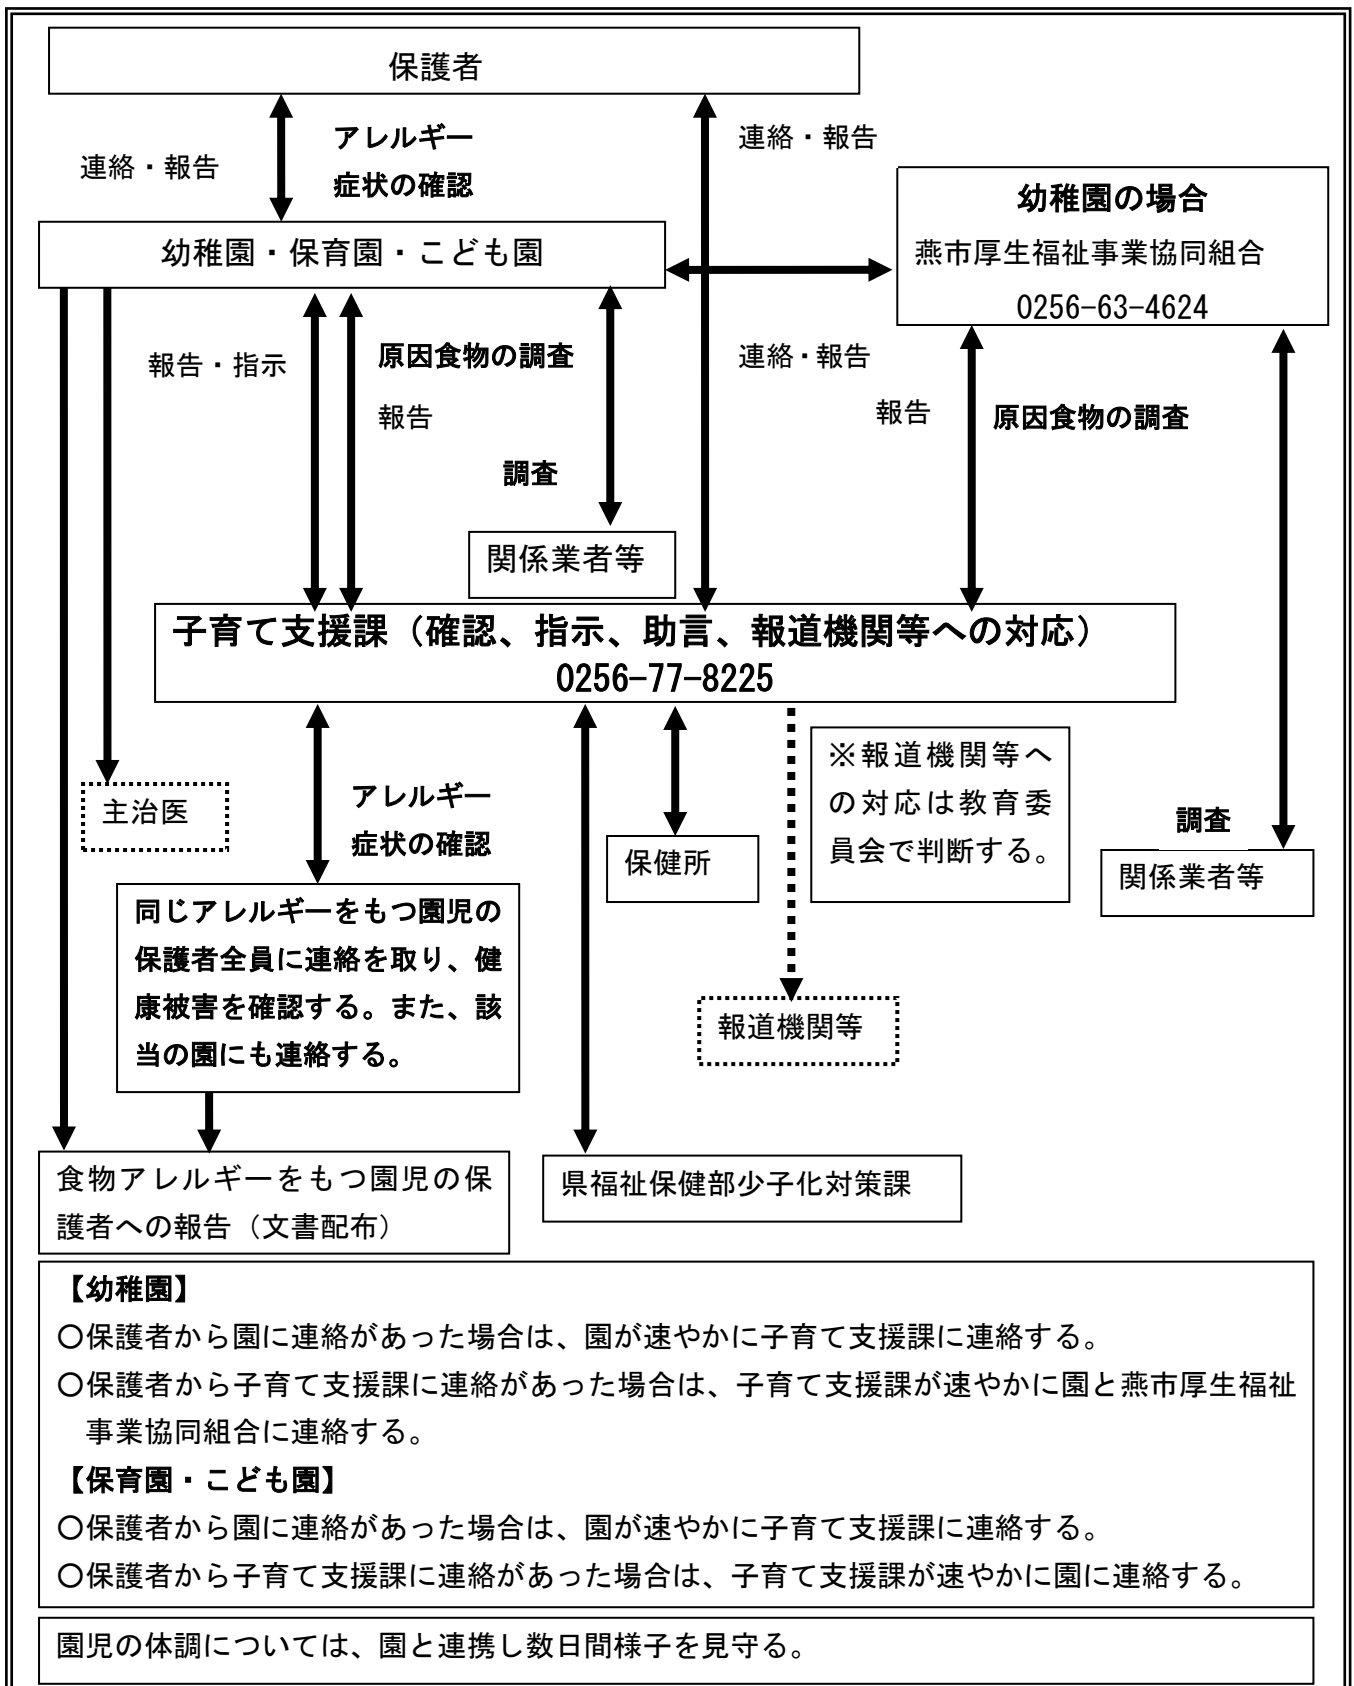 保護者
連絡・報告
アレルギー
症状の確認
連絡・報告
幼稚園の場合
燕市厚生福祉事業協同組合
0256-63-4624
幼稚園・保育園・こども園
報告・指示
原因食物の調査
報告
調査
連絡・報告
報告
原因食物の調査
関係業者等
子育て支援課（確認、指示、助言、報道機関等への対応）
0256-77-8225
主治医
アレルギー
症状の確認
保健所
※報道機関等へ
の対応は教育委
員会で判断する。
調査
関係業者等
同じアレルギーをもつ園児の
保護者全員に連絡を取り、健
康被害を確認する。また、該
当の園にも連絡する。
報道機関等
食物アレルギーをもつ園児の保
護者への報告（文書配布）
県福祉保健部少子化対策課
【幼稚園】
〇保護者から園に連絡があった場合は、園が速やかに子育て支援課に連絡する。
〇保護者から子育て支援課に連絡があった場合は、子育て支援課が速やかに園と燕市厚生福祉
事業協同組合に連絡する。
【保育園・こども園】
〇保護者から園に連絡があった場合は、園が速やかに子育て支援課に連絡する。
〇保護者から子育て支援課に連絡があった場合は、子育て支援課が速やかに園に連絡する。
園児の体調については、園と連携し数日間様子を見守る。